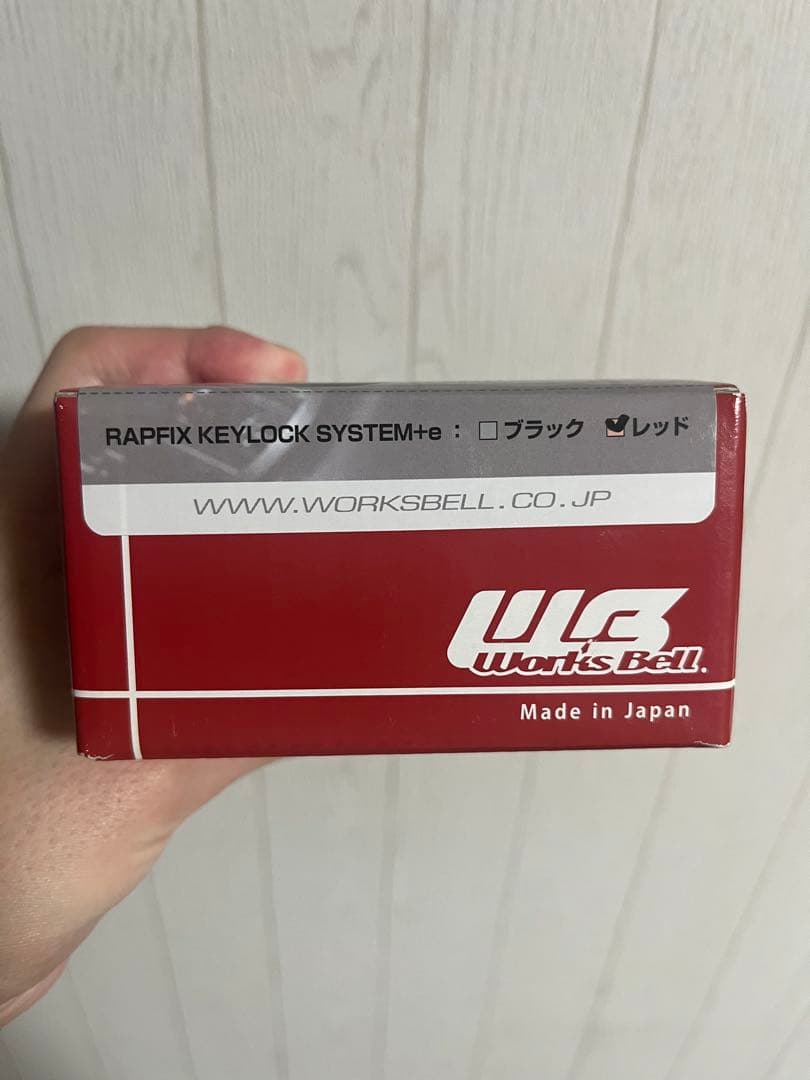 RAPFIX KEYLOCK SYSTEM+e : □ブラック ☑レッド
WWW.WORKSBELL.CO.JP
WB
Works Bell.
Made in Japan